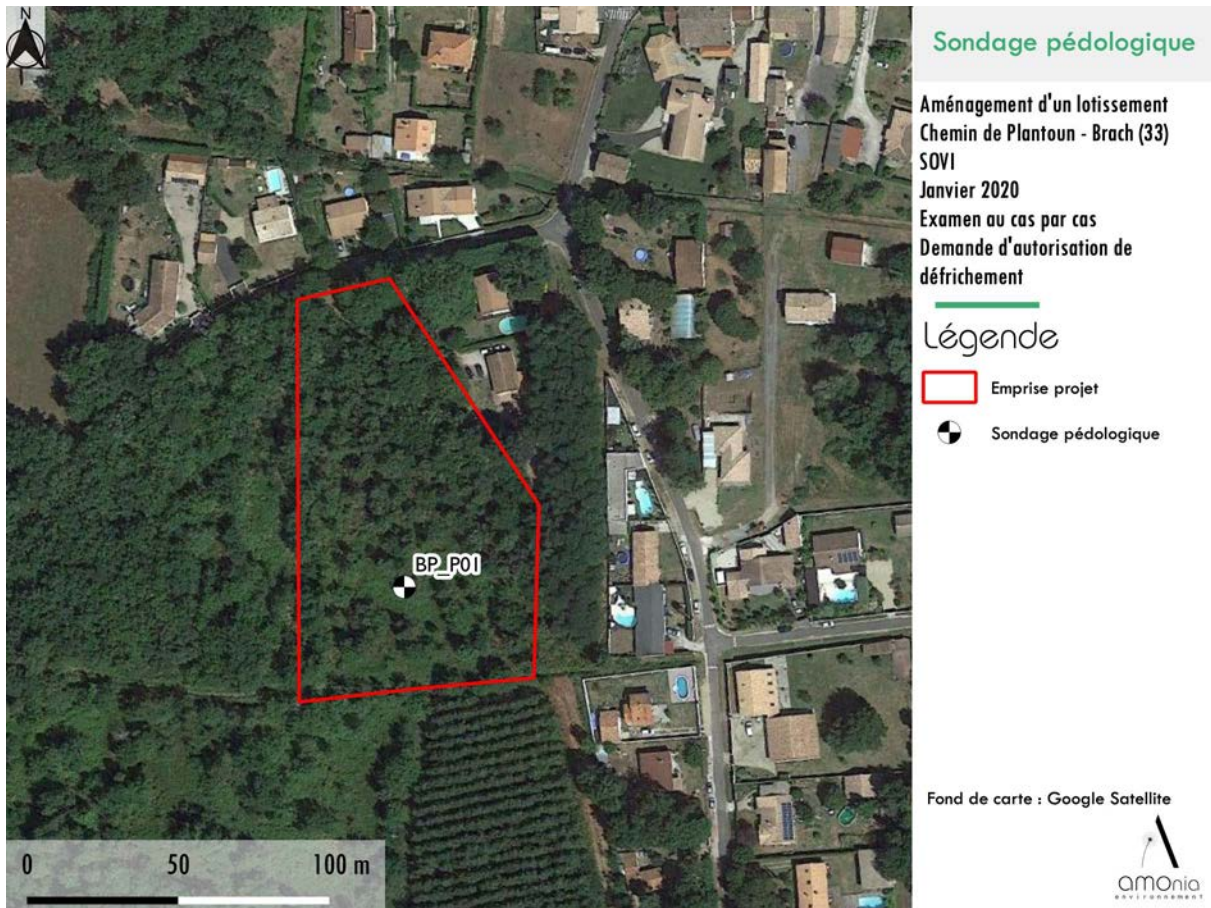 N
Sondage pédologique
Aménagement d'un lotissement
Chemin de Plantoun - Brach (33)
SOVI
Janvier 2020
Examen au cas par cas
Demande d'autorisation de
défrichement
Légende
Emprise projet
Sondage pédologique
BP_P01
0 50 100 m
Fond de carte : Google Satellite
amonia
environnement